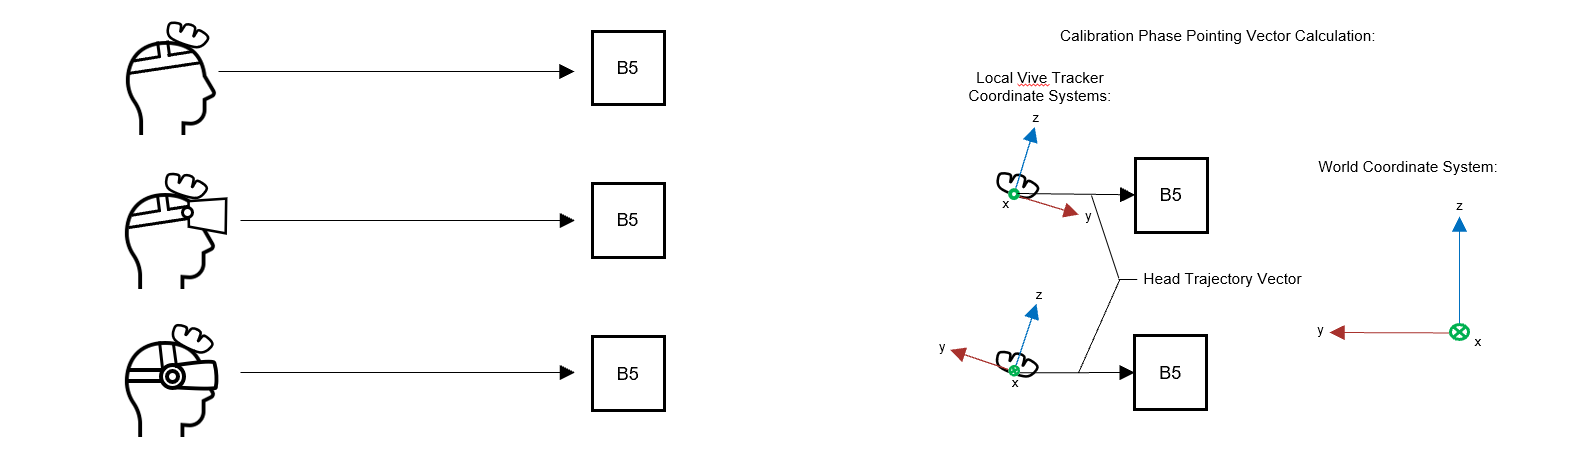 B5
B5
B5
Calibration Phase Pointing Vector Calculation:
Local Vive Tracker
Coordinate Systems:
z
x
y
B5
Head Trajectory Vector
z
y
x
B5
World Coordinate System:
z
y
x